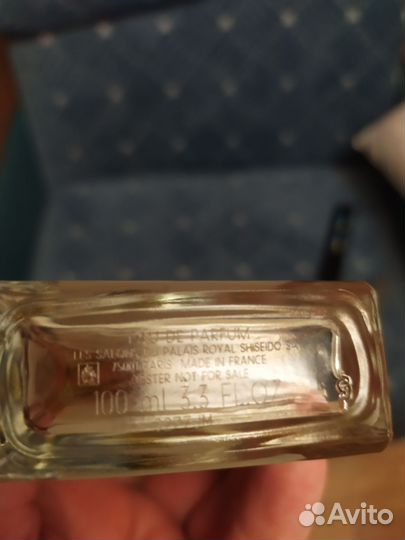 EAU DE PARFUM
LES SALONS DU PALAIS ROYAL SHISEIDO
75001 PARIS MADE IN FRANCE
TESTER NOT FOR SALE
100 ml 3.3 FL.OZ
Avito